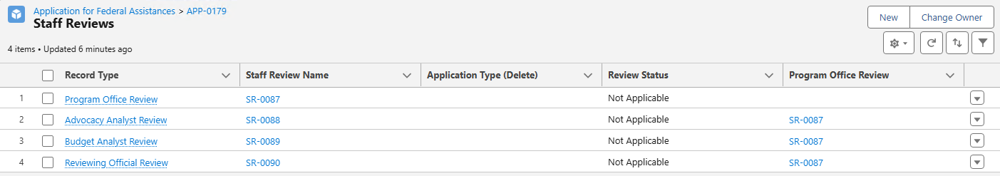 Application for Federal Assistances > APP-0179
Staff Reviews
New Change Owner
4 items • Updated 6 minutes ago
Record Type Staff Review Name Application Type (Delete) Review Status Program Office Review
1 Program Office Review SR-0087 Not Applicable
2 Advocacy Analyst Review SR-0088 Not Applicable SR-0087
3 Budget Analyst Review SR-0089 Not Applicable SR-0087
4 Reviewing Official Review SR-0090 Not Applicable SR-0087